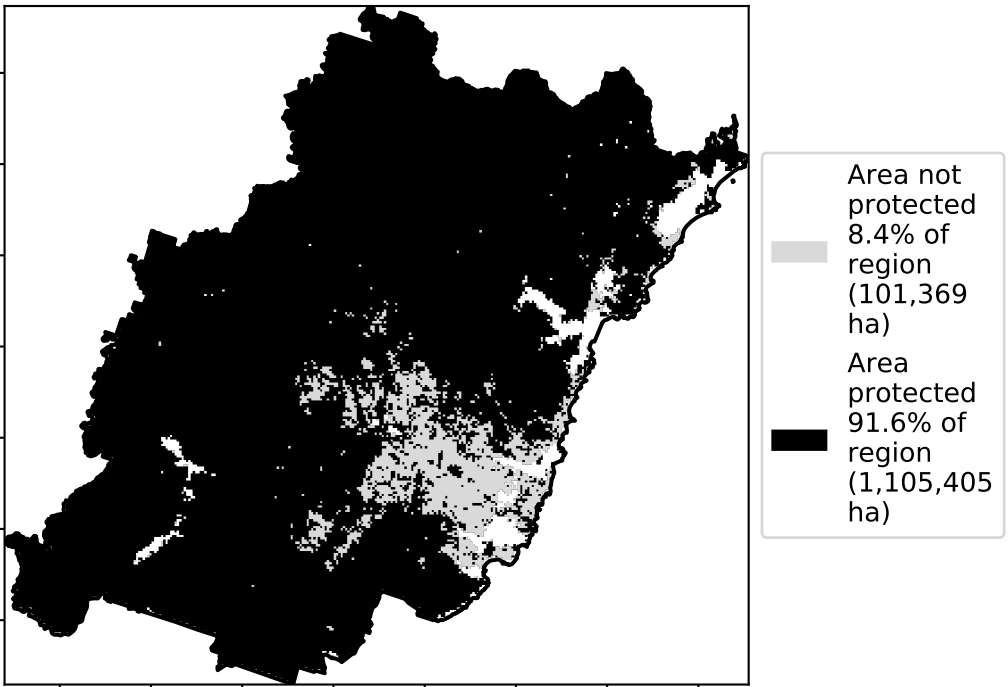 Area not
protected
8.4% of
region
(101,369
ha)
Area
protected
91.6% of
region
(1,105,405
ha)